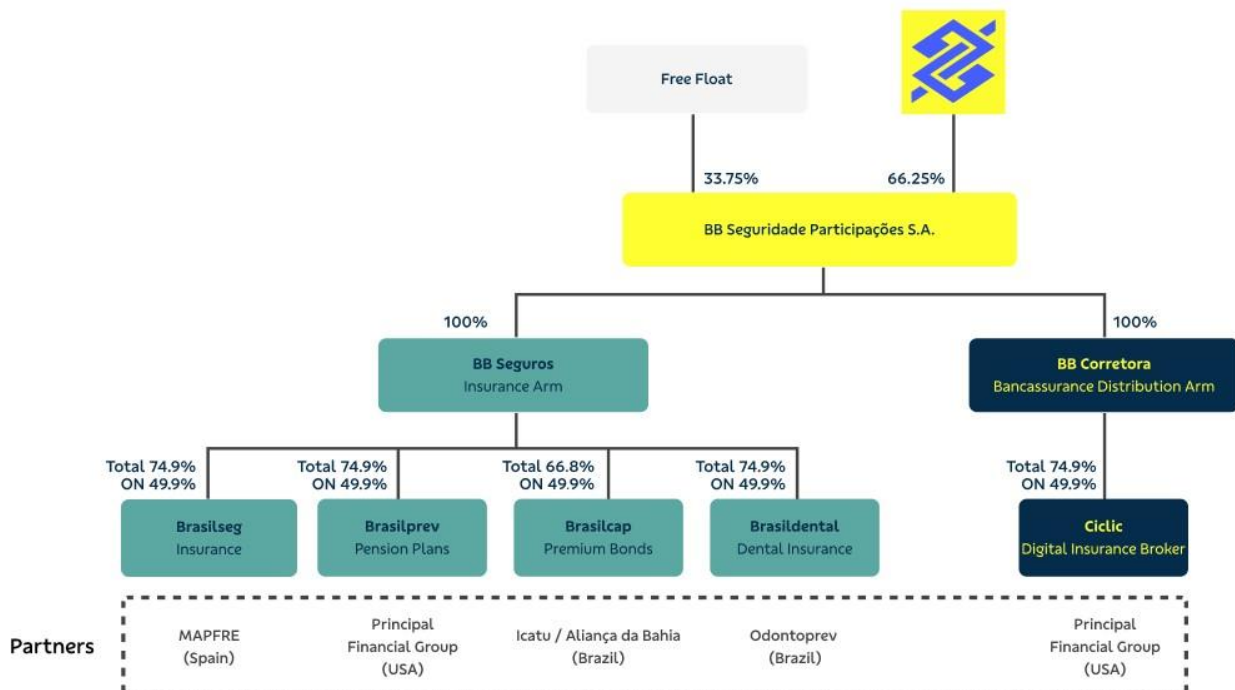 Free Float
33.75%
66.25%
BB Seguridade Participações S.A.
100%
100%
BB Seguros
Insurance Arm
BB Corretora
Bancassurance Distribution Arm
Total 74.9%
ON 49.9%
Total 74.9%
ON 49.9%
Total 66.8%
ON 49.9%
Total 74.9%
ON 49.9%
Total 74.9%
ON 49.9%
Brasilseg
Insurance
Brasilprev
Pension Plans
Brasilcap
Premium Bonds
Brasildental
Dental Insurance
Ciclic
Digital Insurance Broker
Partners
MAPFRE
(Spain)
Principal
Financial Group
(USA)
Icatu / Aliança da Bahia
(Brazil)
Odontoprev
(Brazil)
Principal
Financial Group
(USA)